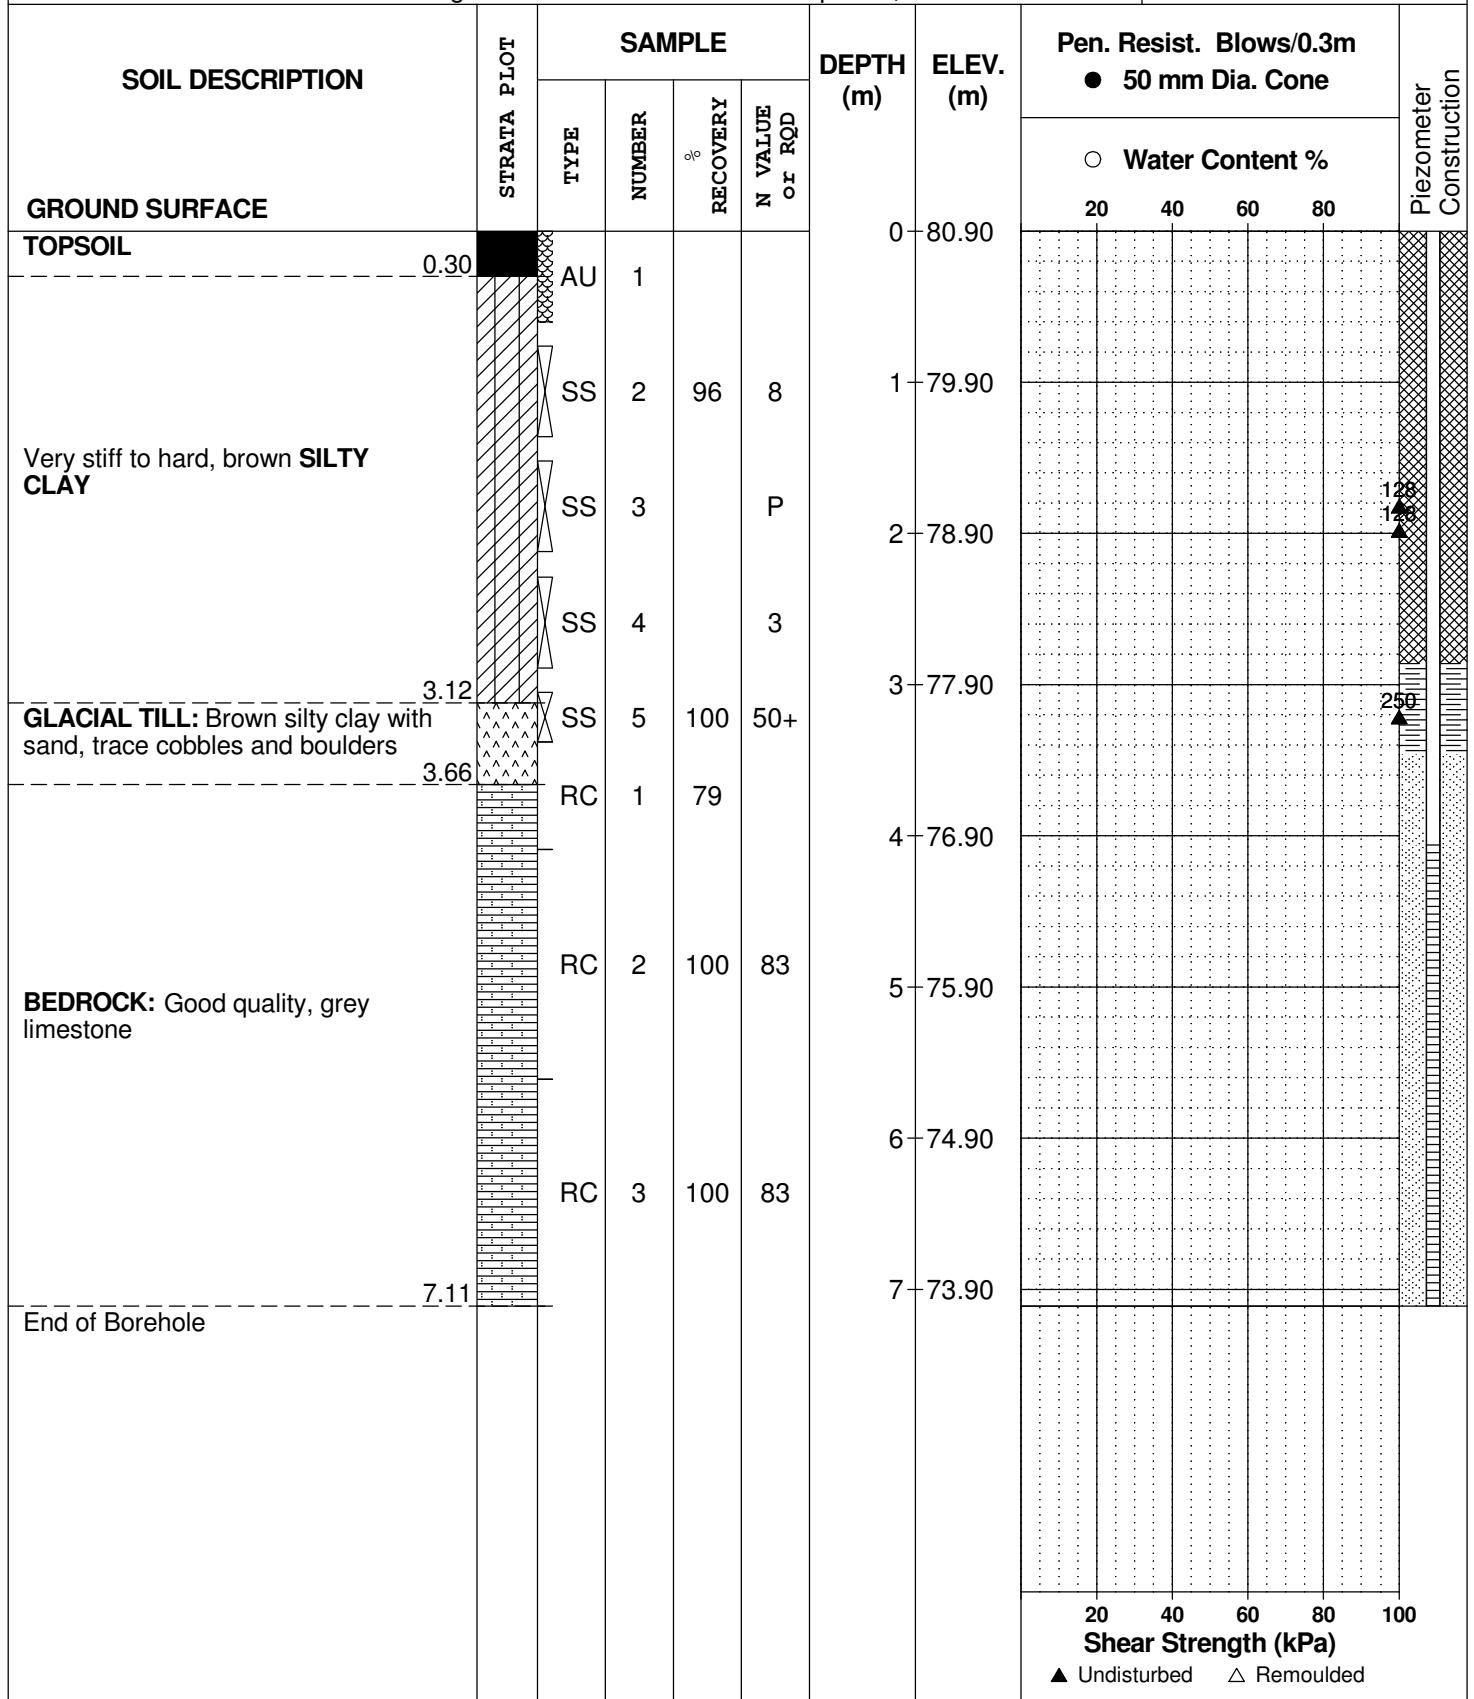 SOIL DESCRIPTION
GROUND SURFACE
STRATA PLOT
SAMPLE
TYPE
NUMBER
% RECOVERY
N VALUE or RQD
DEPTH (m)
ELEV. (m)
Pen. Resist. Blows/0.3m
● 50 mm Dia. Cone
○ Water Content %
20 40 60 80
Piezometer Construction
0 80.90
TOPSOIL
0.30
AU 1
SS 2 96 8
1 79.90
Very stiff to hard, brown SILTY
CLAY
SS 3 P
128
128
2 78.90
SS 4 3
3.12
3 77.90
250
GLACIAL TILL: Brown silty clay with
sand, trace cobbles and boulders
SS 5 100 50+
3.66
RC 1 79
4 76.90
RC 2 100 83
5 75.90
BEDROCK: Good quality, grey
limestone
6 74.90
RC 3 100 83
7.11
7 73.90
End of Borehole
20 40 60 80 100
Shear Strength (kPa)
▲ Undisturbed △ Remoulded